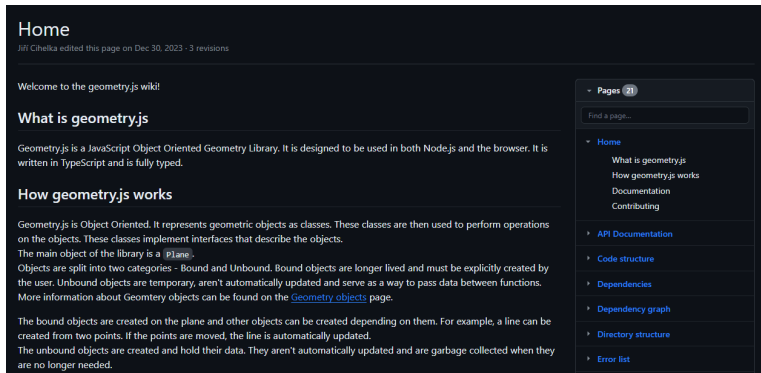 Home
Jiří Cihelka edited this page on Dec 30, 2023 · 3 revisions
Welcome to the geometry.js wiki!
What is geometry.js
Geometry.js is a JavaScript Object Oriented Geometry Library. It is designed to be used in both Node.js and the browser. It is
written in TypeScript and is fully typed.
How geometry.js works
Geometry.js is Object Oriented. It represents geometric objects as classes. These classes are then used to perform operations
on the objects. These classes implement interfaces that describe the objects.
The main object of the library is a Plane.
Objects are split into two categories - Bound and Unbound. Bound objects are longer lived and must be explicitly created by
the user. Unbound objects are temporary, aren't automatically updated and serve as a way to pass data between functions.
More information about Geomtery objects can be found on the Geometry objects page.
The bound objects are created on the plane and other objects can be created depending on them. For example, a line can be
created from two points. If the points are moved, the line is automatically updated.
The unbound objects are created and hold their data. They aren't automatically updated and are garbage collected when they
are no longer needed.
Pages 21
Find a page...
Home
What is geometry.js
How geometry.js works
Documentation
Contributing
API Documentation
Code structure
Dependencies
Dependency graph
Directory structure
Error list